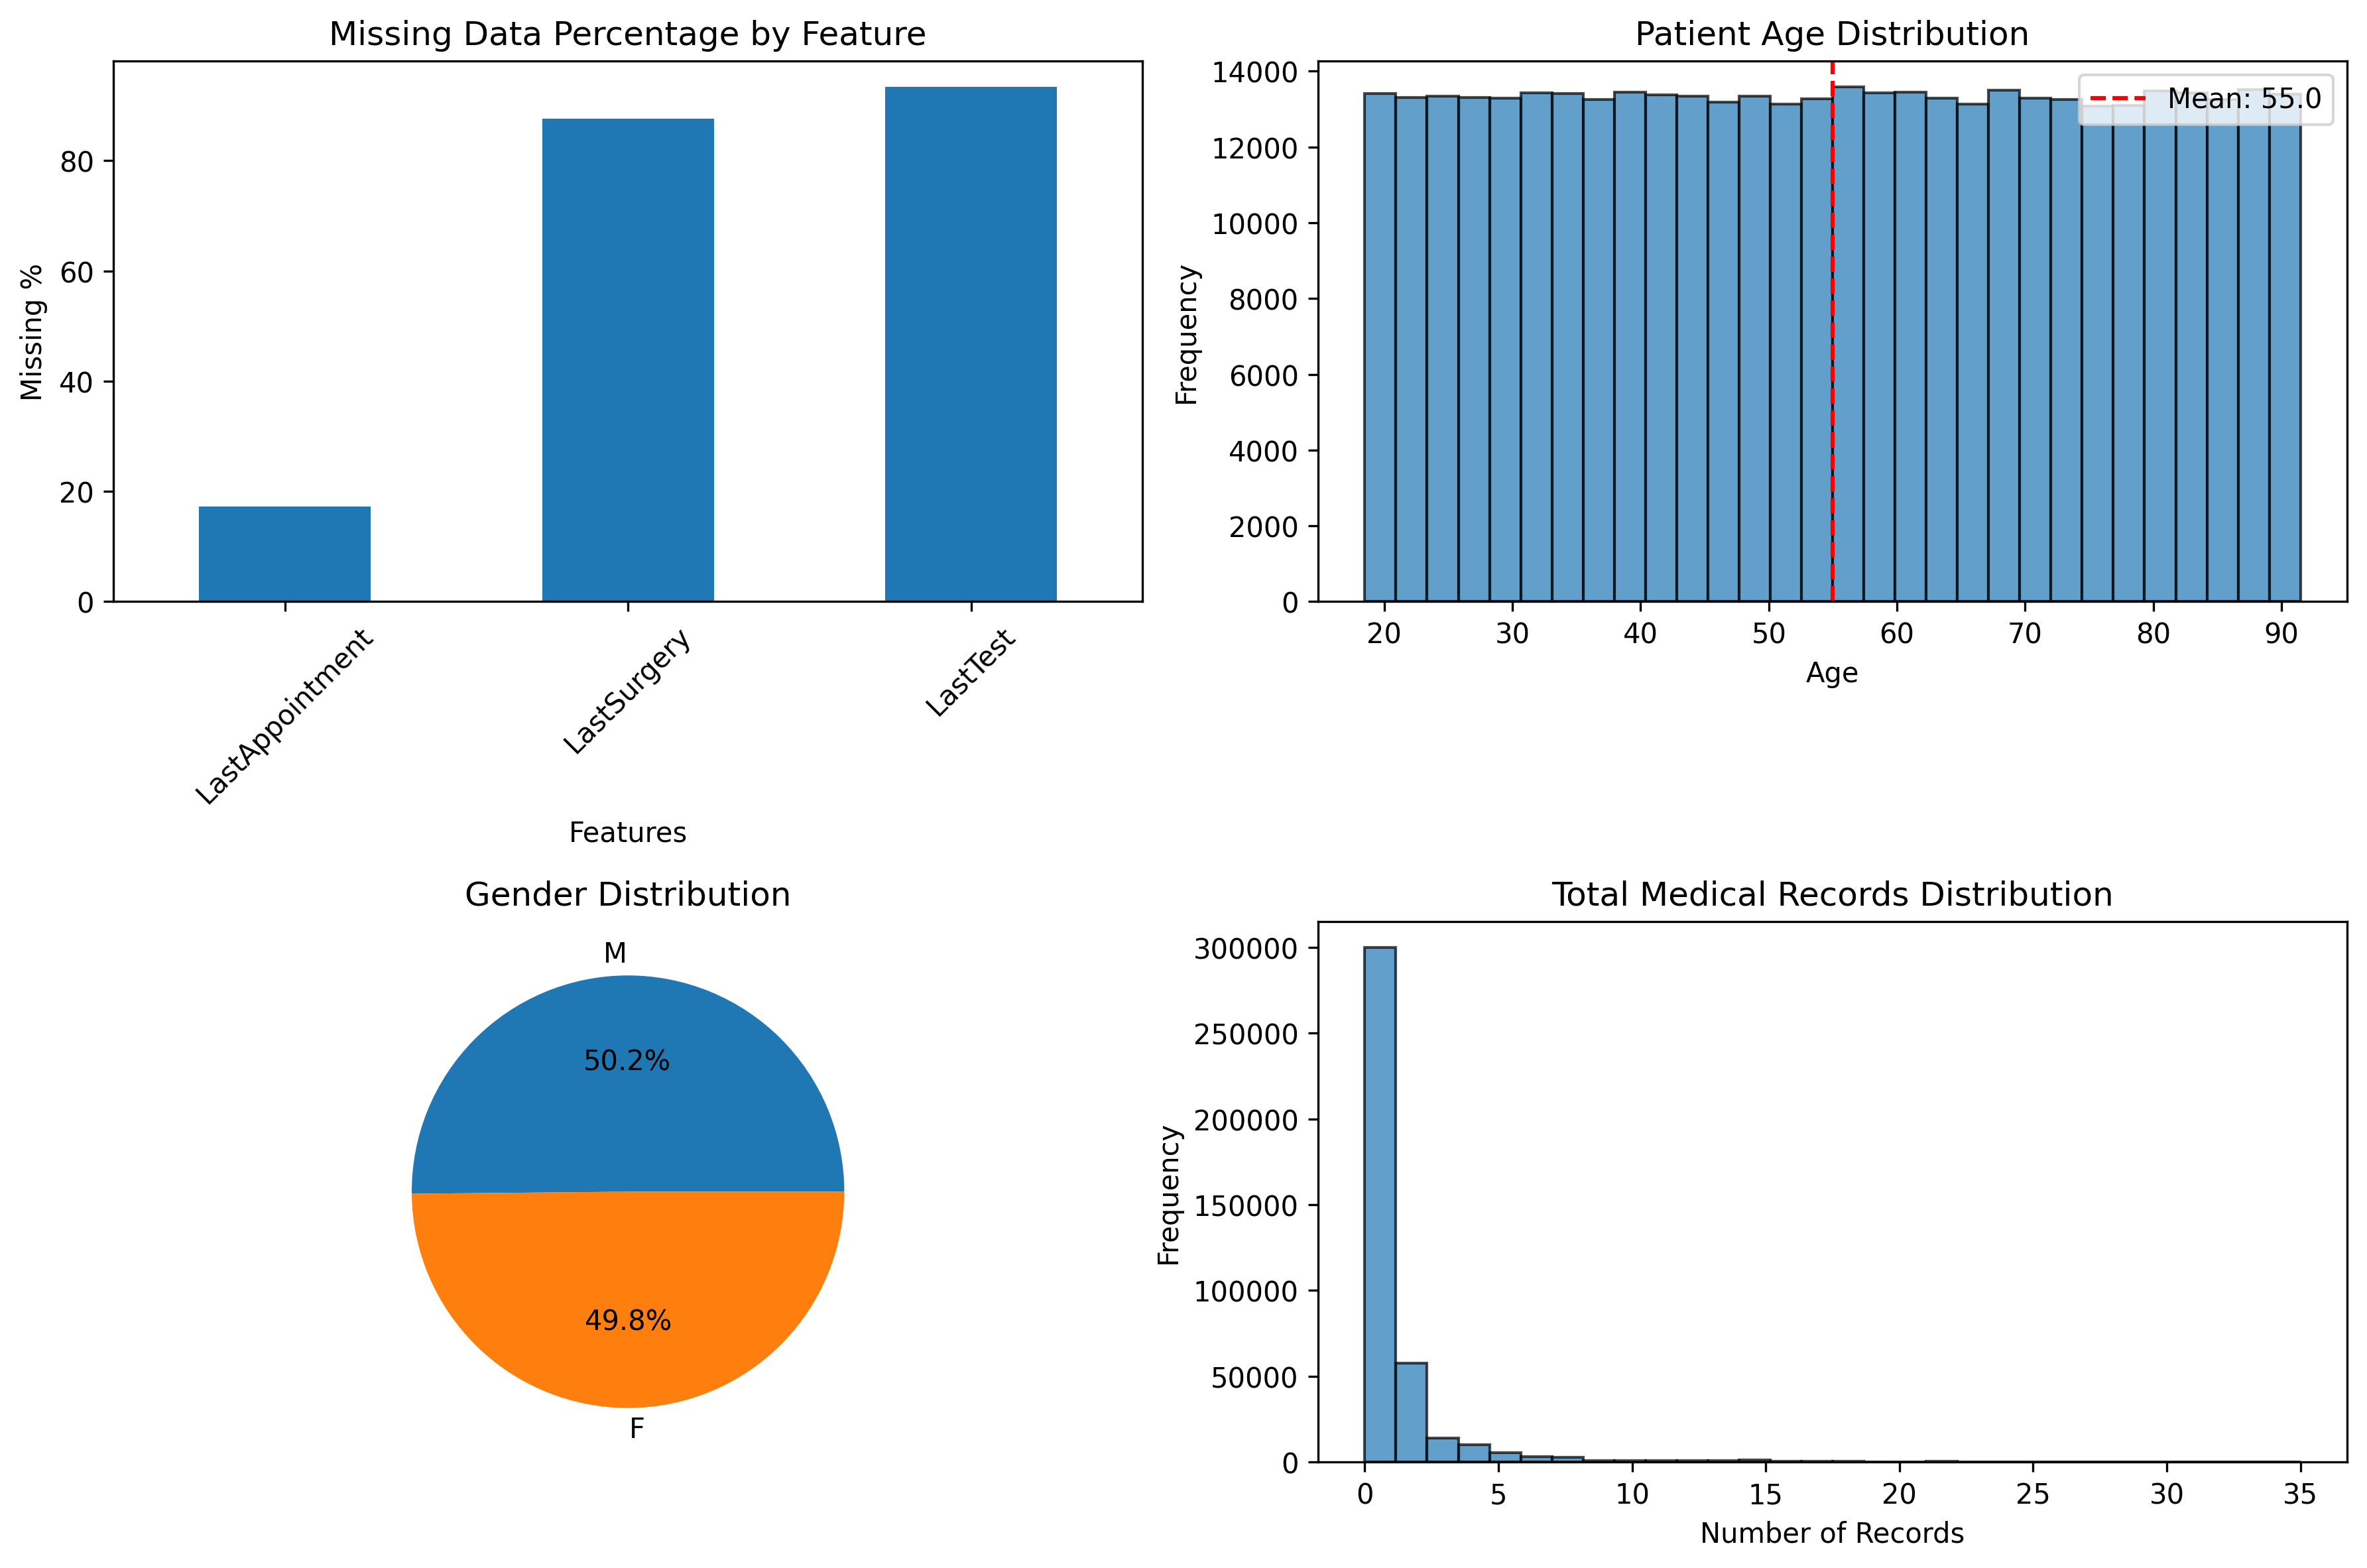 Missing Data Percentage by Feature
Missing %
80
60
40
20
0
LastAppointment
LastSurgery
LastTest
Features
Patient Age Distribution
Mean: 55.0
Frequency
14000
12000
10000
8000
6000
4000
2000
0
20 30 40 50 60 70 80 90
Age
Gender Distribution
M
50.2%
49.8%
F
Total Medical Records Distribution
Frequency
300000
250000
200000
150000
100000
50000
0
0 5 10 15 20 25 30 35
Number of Records